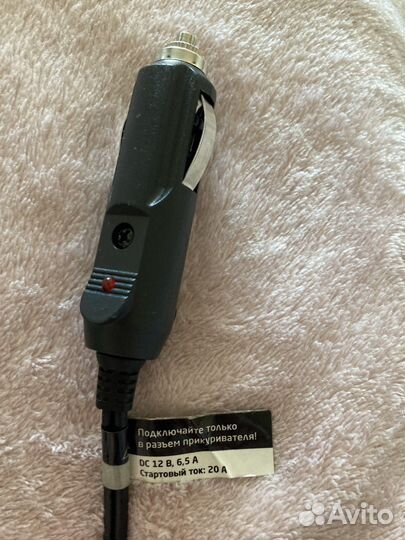 Подключайте только
в разъем прикуривателя!
DC 12 В, 6,5 А
Стартовый ток: 20 А
Avito